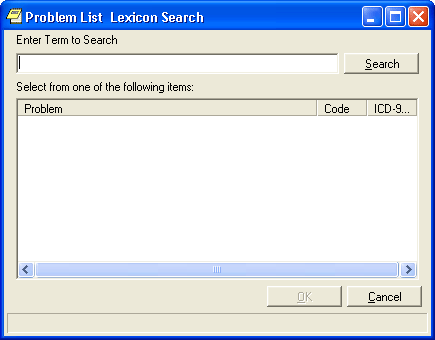 Problem List  Lexicon Search
Enter Term to Search
Search
Select from one of the following items:
Problem Code ICD-9...
OK Cancel